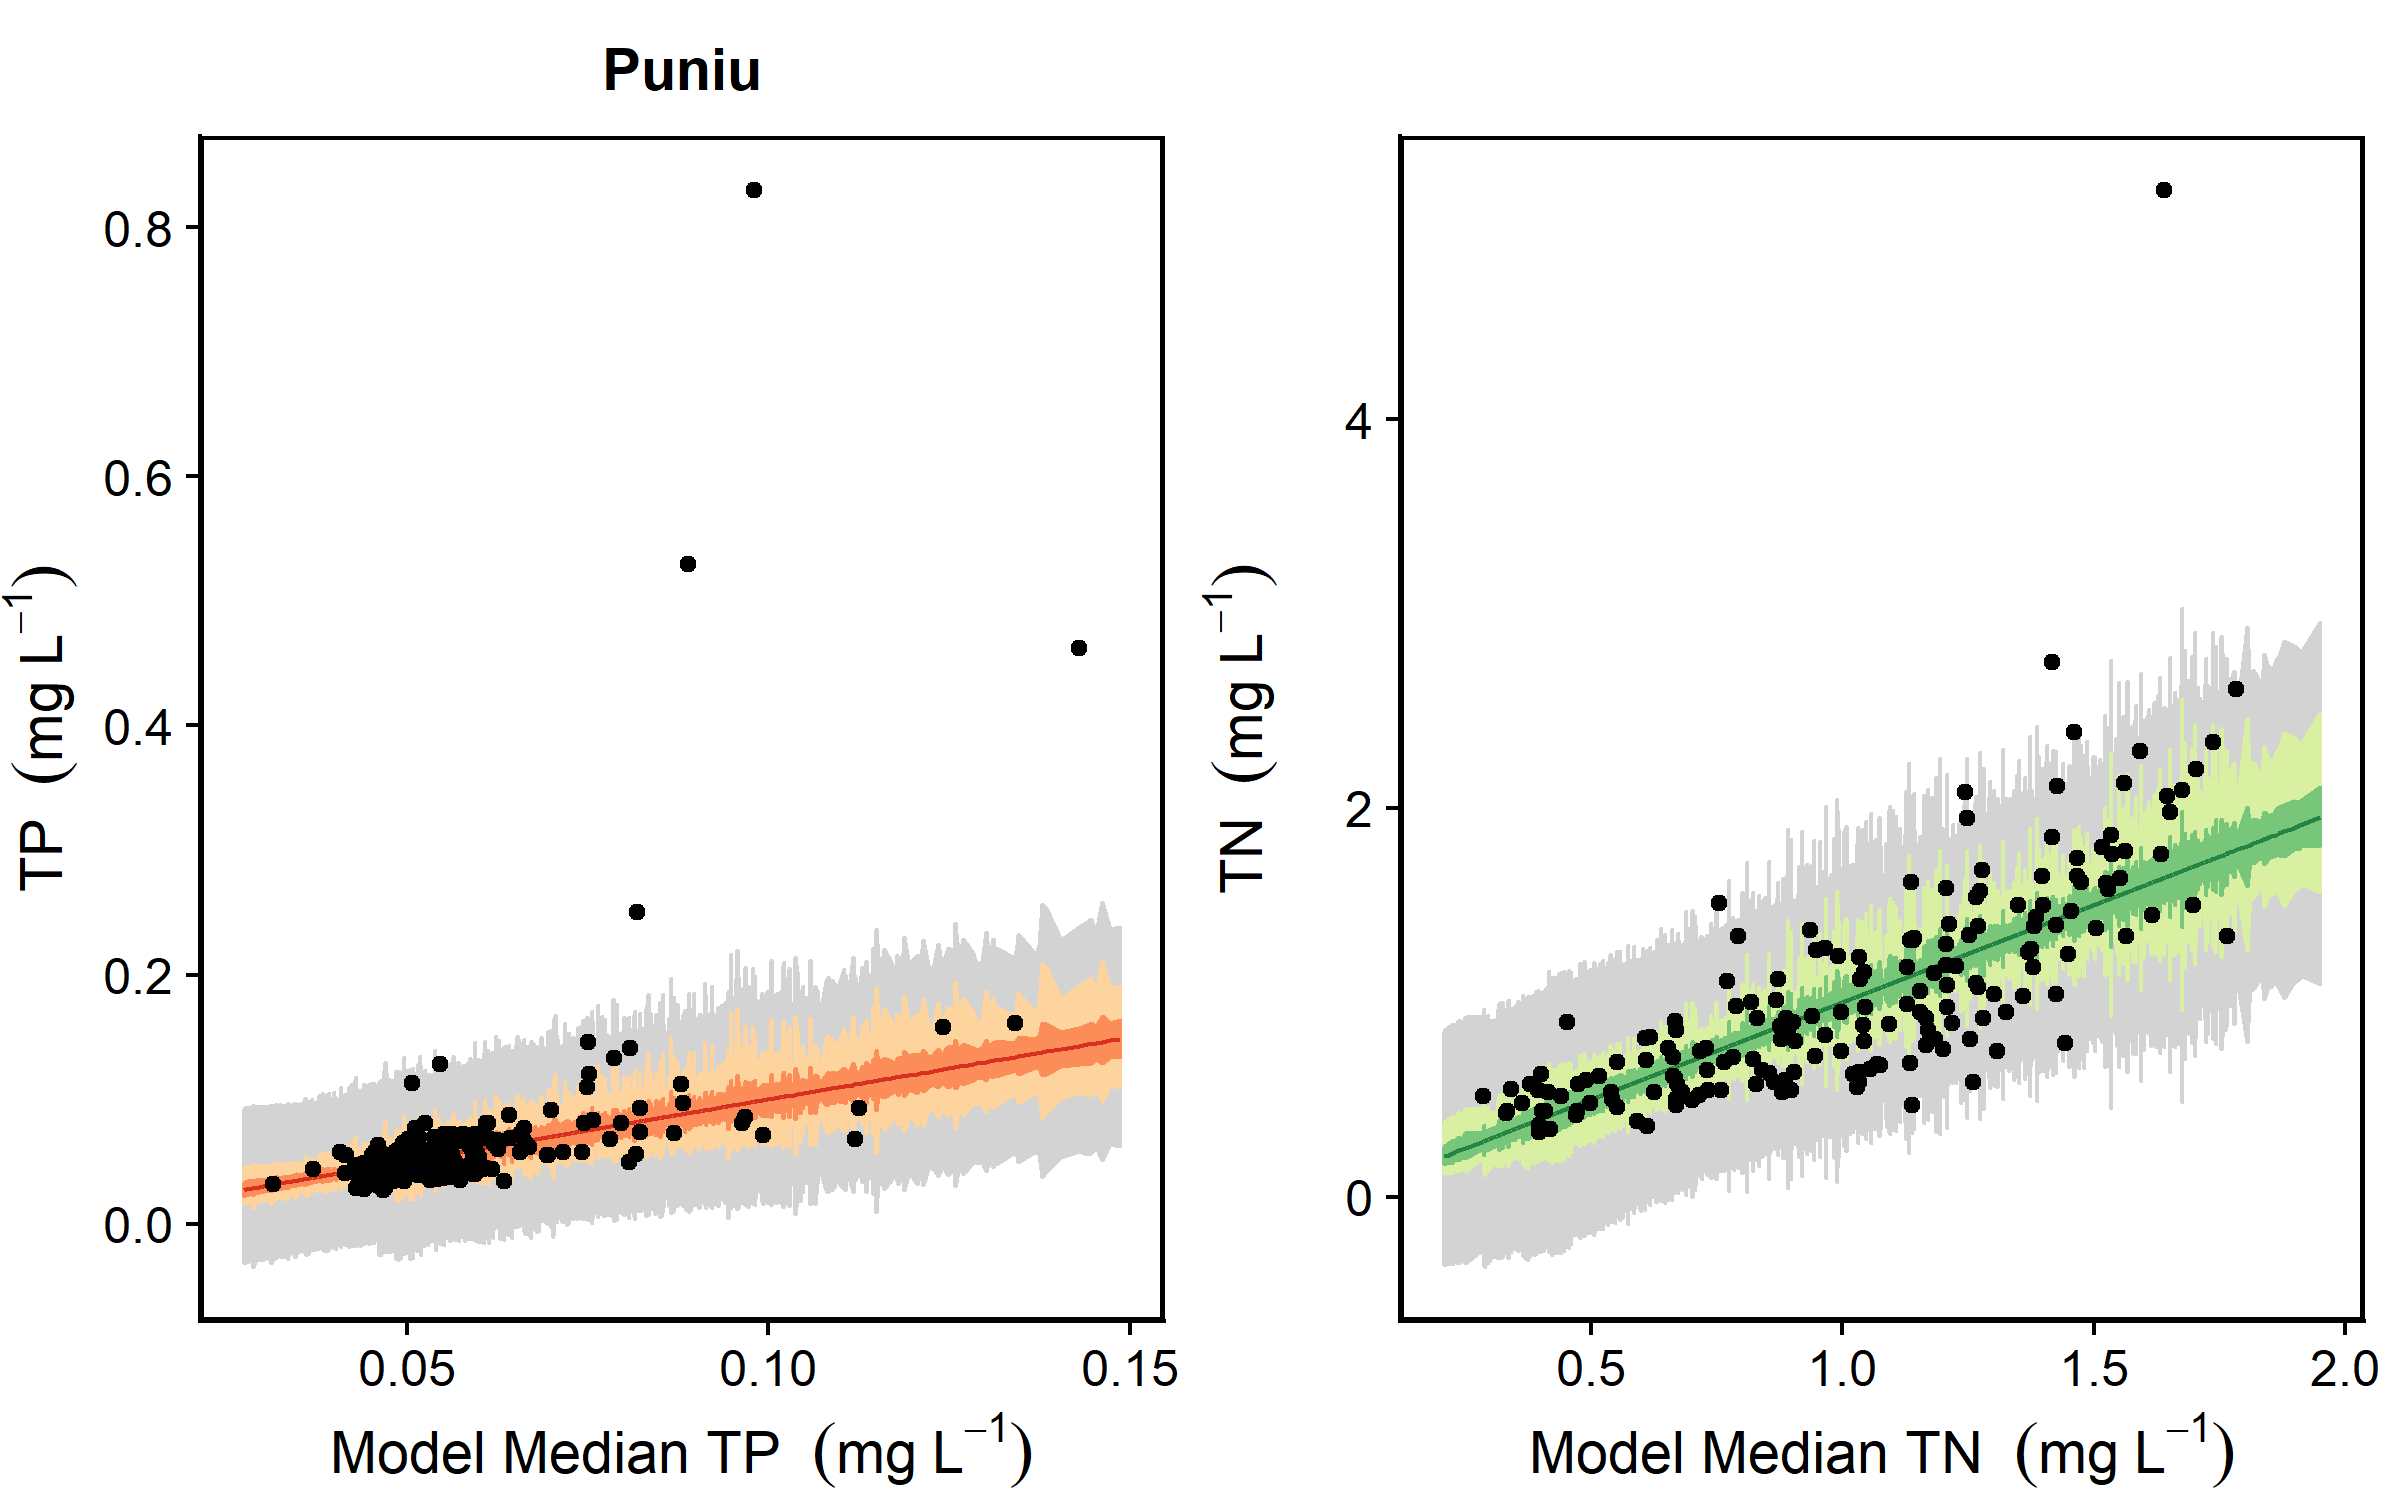 Puniu
0.8
0.6
0.4
0.2
0.0
TP (mg L⁻¹)
0.05 0.10 0.15
Model Median TP (mg L⁻¹)
4
2
0
TN (mg L⁻¹)
0.5 1.0 1.5 2.0
Model Median TN (mg L⁻¹)